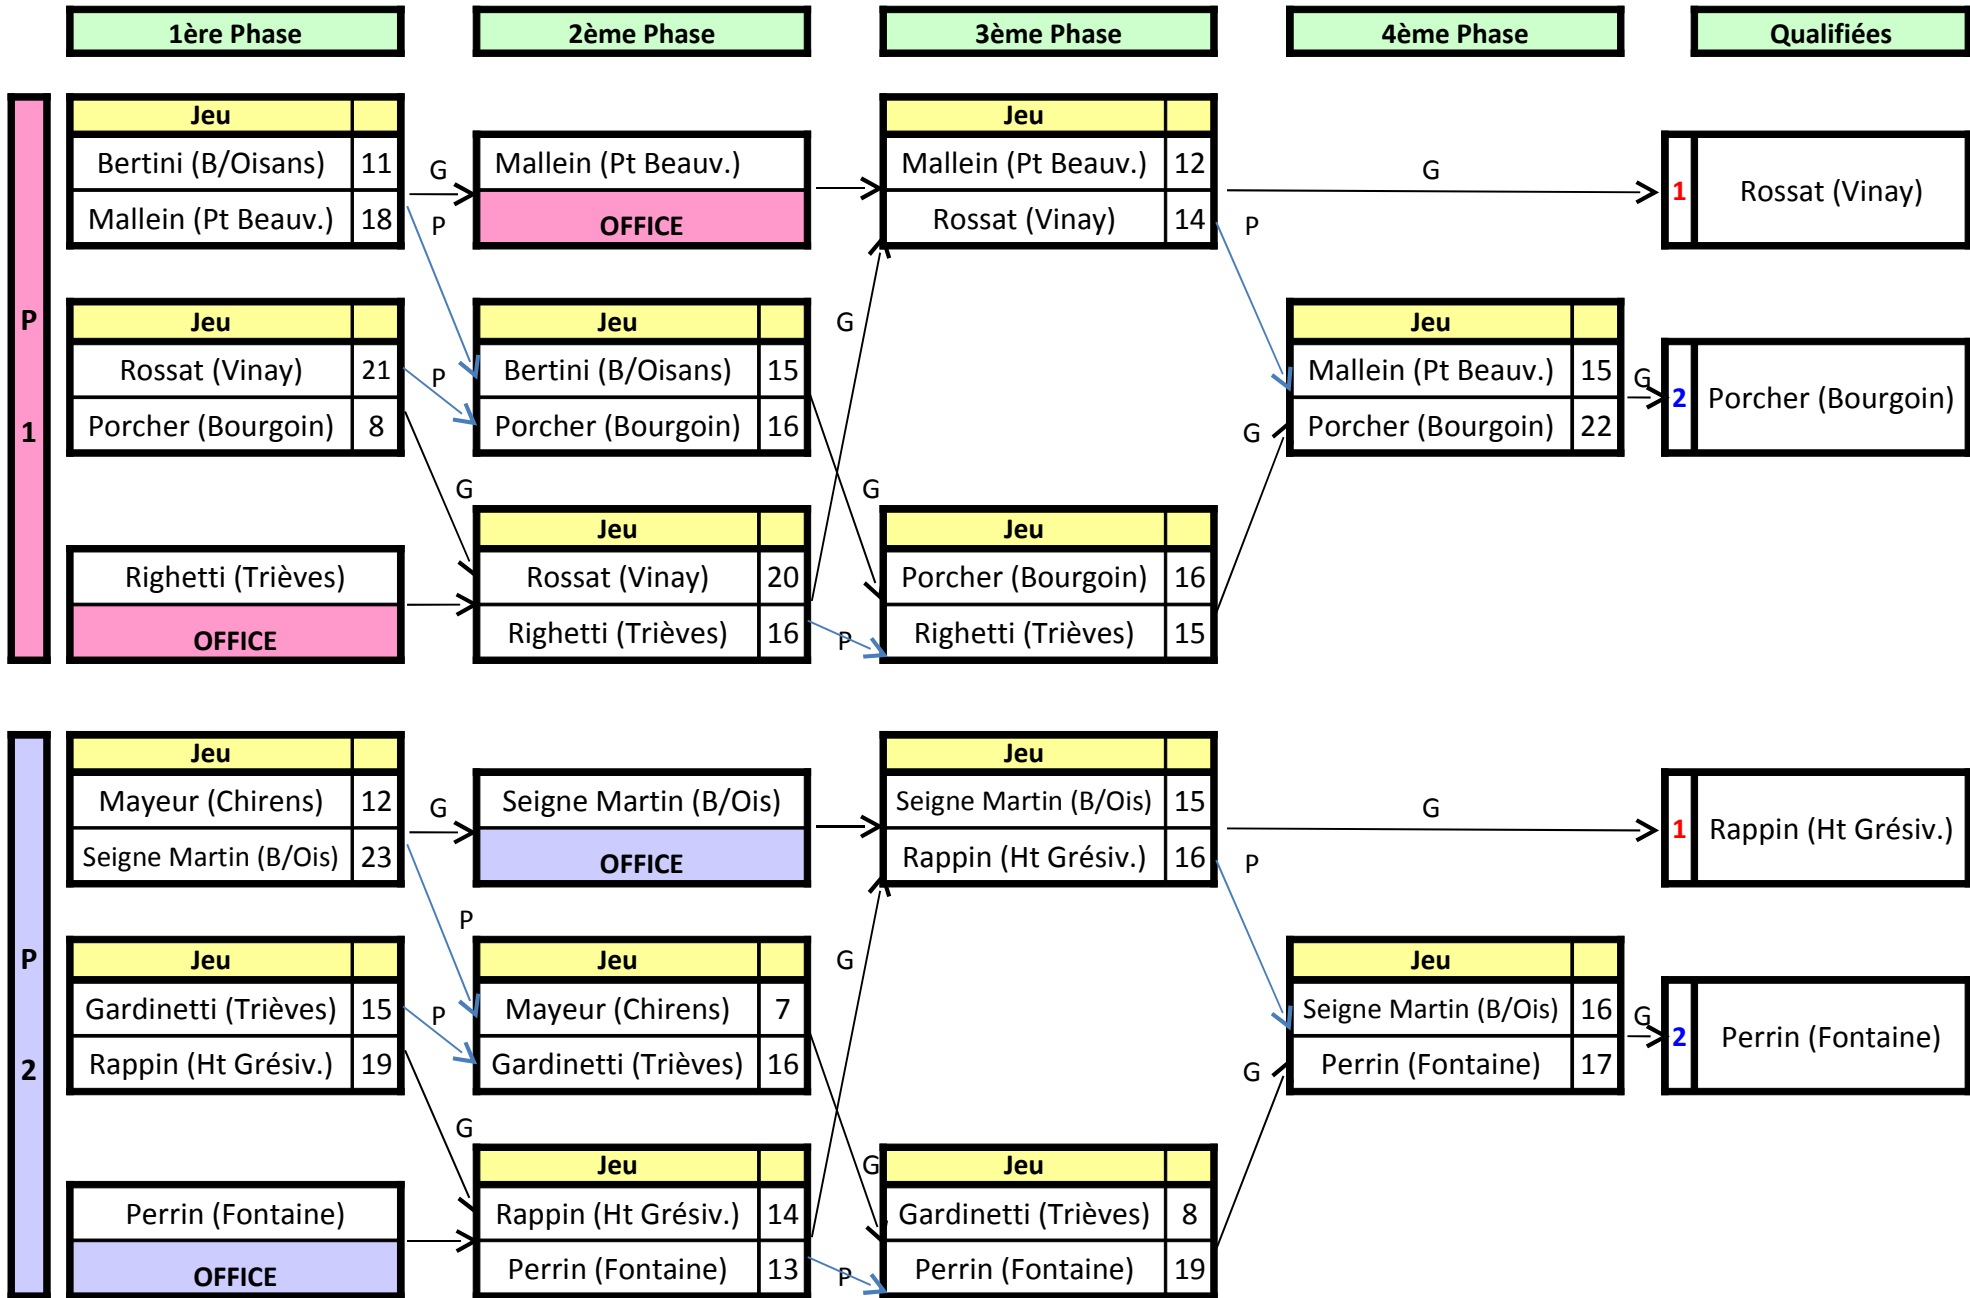 1ère Phase 2ème Phase 3ème Phase 4ème Phase Qualifiées
P
1
Jeu
Bertini (B/Oisans) 11
Mallein (Pt Beauv.) 18
G
P
Mallein (Pt Beauv.)
OFFICE
Jeu
Mallein (Pt Beauv.) 12
Rossat (Vinay) 14
G
P
1 Rossat (Vinay)
Jeu
Rossat (Vinay) 21
Porcher (Bourgoin) 8
P
G
Jeu
Bertini (B/Oisans) 15
Porcher (Bourgoin) 16
G
G
Jeu
Mallein (Pt Beauv.) 15
Porcher (Bourgoin) 22
G
G
2 Porcher (Bourgoin)
Righetti (Trièves)
OFFICE
Jeu
Rossat (Vinay) 20
Righetti (Trièves) 16
P
Jeu
Porcher (Bourgoin) 16
Righetti (Trièves) 15
P
2
Jeu
Mayeur (Chirens) 12
Seigne Martin (B/Ois) 23
G
P
Seigne Martin (B/Ois)
OFFICE
Jeu
Seigne Martin (B/Ois) 15
Rappin (Ht Grésiv.) 16
G
P
1 Rappin (Ht Grésiv.)
Jeu
Gardinetti (Trièves) 15
Rappin (Ht Grésiv.) 19
P
G
Jeu
Mayeur (Chirens) 7
Gardinetti (Trièves) 16
G
G
Jeu
Seigne Martin (B/Ois) 16
Perrin (Fontaine) 17
G
G
2 Perrin (Fontaine)
Perrin (Fontaine)
OFFICE
Jeu
Rappin (Ht Grésiv.) 14
Perrin (Fontaine) 13
P
Jeu
Gardinetti (Trièves) 8
Perrin (Fontaine) 19